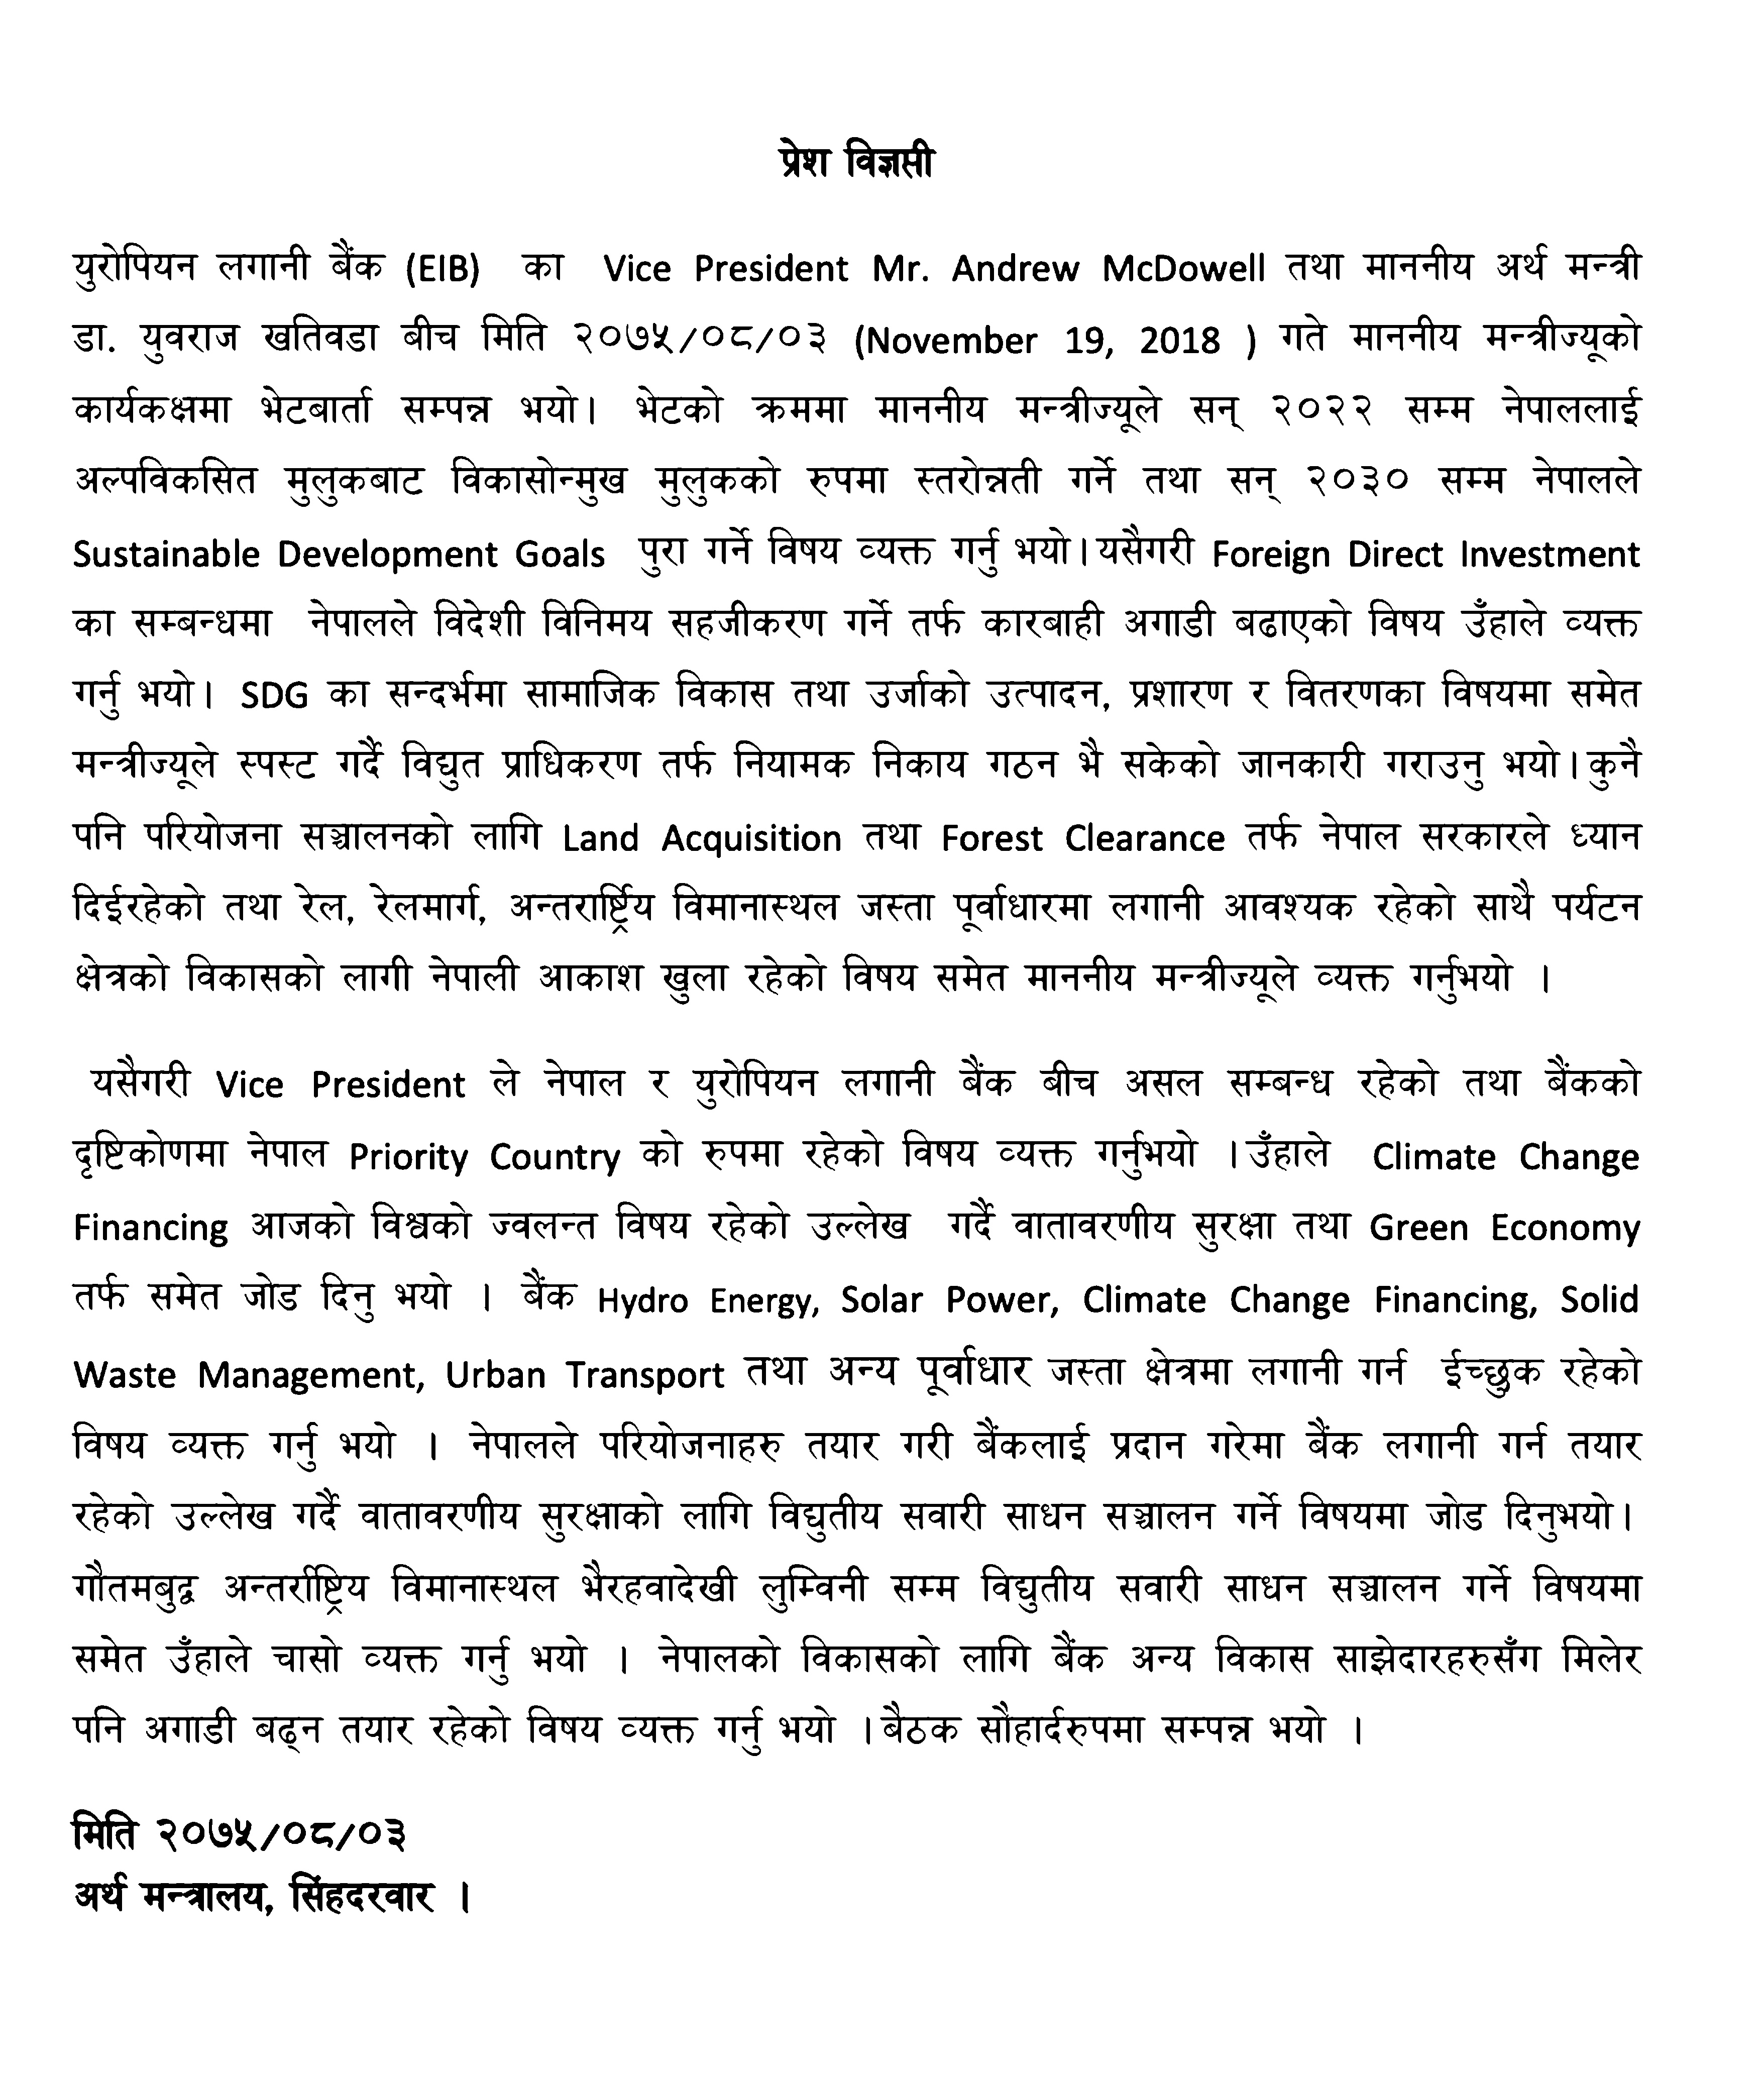 प्रेश विज्ञप्ती
युरोपियन लगानी बैंक (EIB) का Vice President Mr. Andrew McDowell तथा माननीय अर्थ मन्त्री
डा. युवराज खतिवडा बीच मिति २०७५/०८/०३ (November 19, 2018 ) गते माननीय मन्त्रीज्यूको
कार्यकक्षमा भेटबार्ता सम्पन्न भयो। भेटको क्रममा माननीय मन्त्रीज्यूले सन् २०२२ सम्म नेपाललाई
अल्पविकसित मुलुकबाट विकासोन्मुख मुलुकको रुपमा स्तरोन्नती गर्ने तथा सन् २०३० सम्म नेपालले
Sustainable Development Goals पुरा गर्ने विषय व्यक्त गर्नु भयो। यसैगरी Foreign Direct Investment
का सम्बन्धमा नेपालले विदेशी विनिमय सहजीकरण गर्ने तर्फ कारबाही अगाडी बढाएको विषय उँहाले व्यक्त
गर्नु भयो। SDG का सन्दर्भमा सामाजिक विकास तथा उर्जाको उत्पादन, प्रशारण र वितरणका विषयमा समेत
मन्त्रीज्यूले स्पस्ट गर्दै विद्युत प्राधिकरण तर्फ नियामक निकाय गठन भै सकेको जानकारी गराउनु भयो। कुनै
पनि परियोजना सञ्चालनको लागि Land Acquisition तथा Forest Clearance तर्फ नेपाल सरकारले ध्यान
दिईरहेको तथा रेल, रेलमार्ग, अन्तरार्ष्ट्रिय विमानास्थल जस्ता पूर्वाधारमा लगानी आवश्यक रहेको साथै पर्यटन
क्षेत्रको विकासको लागी नेपाली आकाश खुला रहेको विषय समेत माननीय मन्त्रीज्यूले व्यक्त गर्नुभयो ।
यसैगरी Vice President ले नेपाल र युरोपियन लगानी बैंक बीच असल सम्बन्ध रहेको तथा बैंकको
दृष्टिकोणमा नेपाल Priority Country को रुपमा रहेको विषय व्यक्त गर्नुभयो । उँहाले Climate Change
Financing आजको विश्वको ज्वलन्त विषय रहेको उल्लेख गर्दै वातावरणीय सुरक्षा तथा Green Economy
तर्फ समेत जोड दिनु भयो । बैंक Hydro Energy, Solar Power, Climate Change Financing, Solid
Waste Management, Urban Transport तथा अन्य पूर्वाधार जस्ता क्षेत्रमा लगानी गर्न ईच्छुक रहेको
विषय व्यक्त गर्नु भयो । नेपालले परियोजनाहरु तयार गरी बैंकलाई प्रदान गरेमा बैंक लगानी गर्न तयार
रहेको उल्लेख गर्दै वातावरणीय सुरक्षाको लागि विद्युतीय सवारी साधन सञ्चालन गर्ने विषयमा जोड दिनुभयो।
गौतमबुद्व अन्तर्राष्ट्रिय विमानास्थल भैरहवादेखी लुम्विनी सम्म विद्युतीय सवारी साधन सञ्चालन गर्ने विषयमा
समेत उँहाले चासो व्यक्त गर्नु भयो । नेपालको विकासको लागि बैंक अन्य विकास साझेदारहरुसँग मिलेर
पनि अगाडी बढ्न तयार रहेको विषय व्यक्त गर्नु भयो । बैठक सौहार्दरुपमा सम्पन्न भयो ।
मिति २०७५/०८/०३
अर्थ मन्त्रालय, सिंहदरवार ।